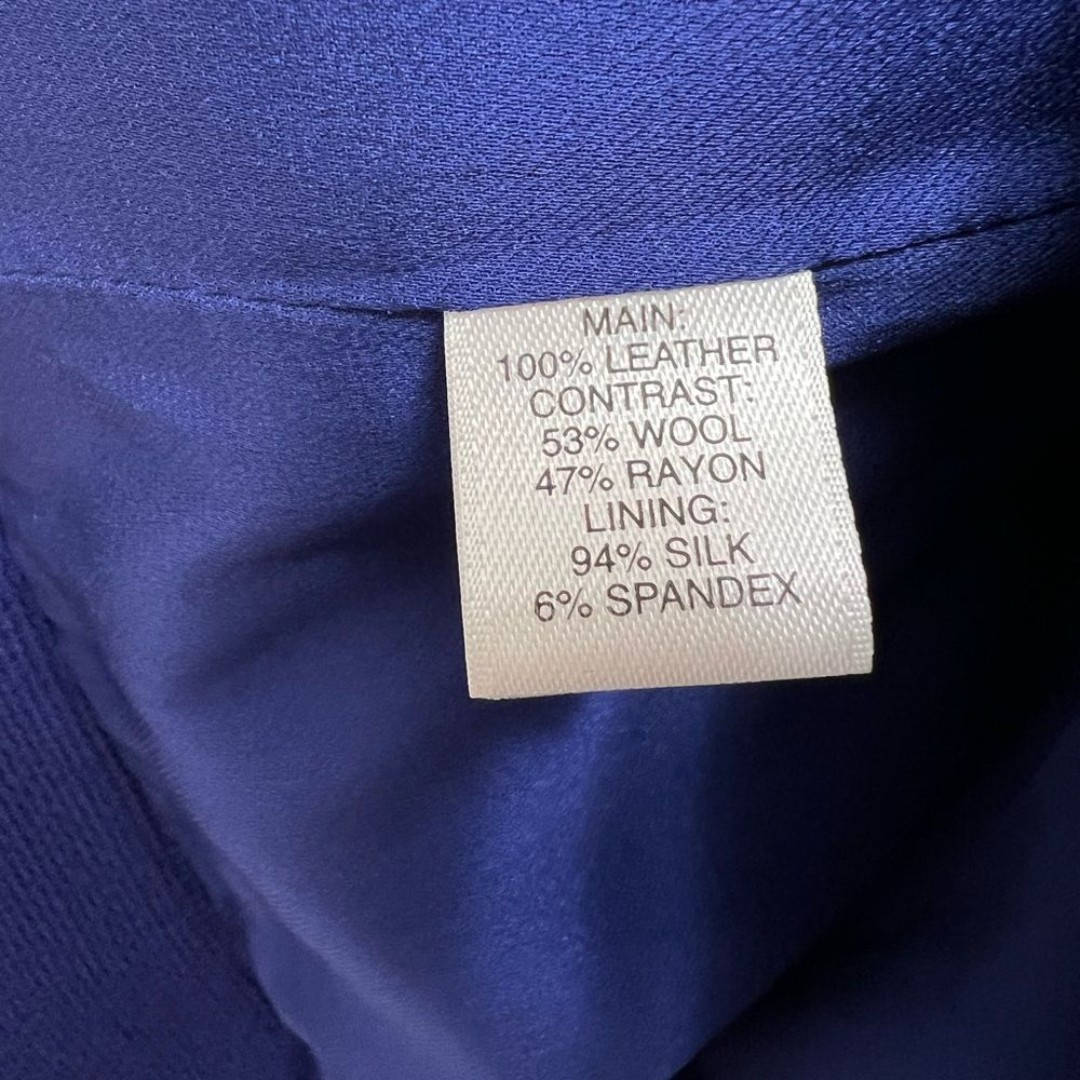 MAIN:
100% LEATHER
CONTRAST:
53% WOOL
47% RAYON
LINING:
94% SILK
6% SPANDEX